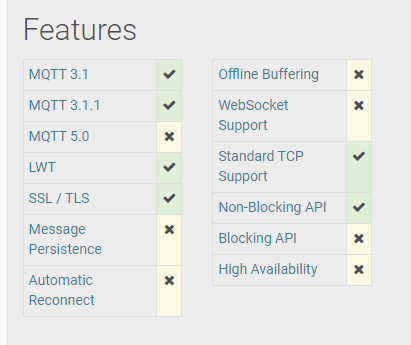 Features
MQTT 3.1
MQTT 3.1.1
MQTT 5.0
LWT
SSL / TLS
Message
Persistence
Automatic
Reconnect
Offline Buffering
WebSocket
Support
Standard TCP
Support
Non-Blocking API
Blocking API
High Availability